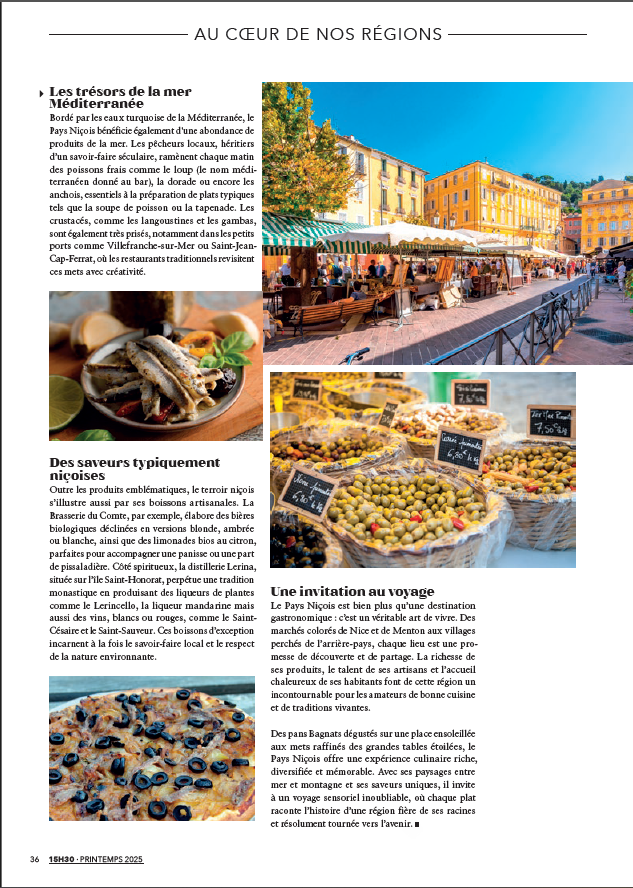 AU CŒUR DE NOS RÉGIONS
Les trésors de la mer
Méditerranée
Bordé par les eaux turquoise de la Méditerranée, le
Pays Niçois bénéficie également d'une abondance de
produits de la mer. Les pêcheurs locaux, héritiers
d'un savoir-faire séculaire, ramènent chaque matin
des poissons frais comme le loup (le nom médi-
terranéen donné au bar), la dorade ou encore les
anchois, essentiels à la préparation de plats typiques
tels que la soupe de poisson ou la tapenade. Les
crustacés, comme les langoustines et les gambas,
sont également très prisés, notamment dans les petits
ports comme Villefranche-sur-Mer ou Saint-Jean-
Cap-Ferrat, où les restaurants traditionnels revisitent
ces mets avec créativité.
Des saveurs typiquement
niçoises
Outre les produits emblématiques, le terroir niçois
s'illustre aussi par ses boissons artisanales. La
Brasserie du Comte, par exemple, élabore des bières
biologiques déclinées en versions blonde, ambrée
ou blanche, ainsi que des limonades bios au citron,
parfaites pour accompagner une panisse ou une part
de pissaladière. Côté spiritueux, la distillerie Lerina,
située sur l'île Saint-Honorat, perpétue une tradition
monastique en produisant des liqueurs de plantes
comme le Lerincello, la liqueur mandarine mais
aussi des vins, blancs ou rouges, comme le Saint-
Césaire et le Saint-Sauveur. Ces boissons d'exception
incarnent à la fois le savoir-faire local et le respect
de la nature environnante.
7,50 €
6,80 € kg
6,80 €
Une invitation au voyage
Le Pays Niçois est bien plus qu'une destination
gastronomique : c'est un véritable art de vivre. Des
marchés colorés de Nice et de Menton aux villages
perchés de l'arrière-pays, chaque lieu est une pro-
messe de découverte et de partage. La richesse de
ses produits, le talent de ses artisans et l'accueil
chaleureux de ses habitants font de cette région un
incontournable pour les amateurs de bonne cuisine
et de traditions vivantes.
Des pans Bagnats dégustés sur une place ensoleillée
aux mets raffinés des grandes tables étoilées, le
Pays Niçois offre une expérience culinaire riche,
diversifiée et mémorable. Avec ses paysages entre
mer et montagne et ses saveurs uniques, il invite
à un voyage sensoriel inoubliable, où chaque plat
raconte l'histoire d'une région fière de ses racines
et résolument tournée vers l'avenir.
36 15H30 · PRINTEMPS 2025